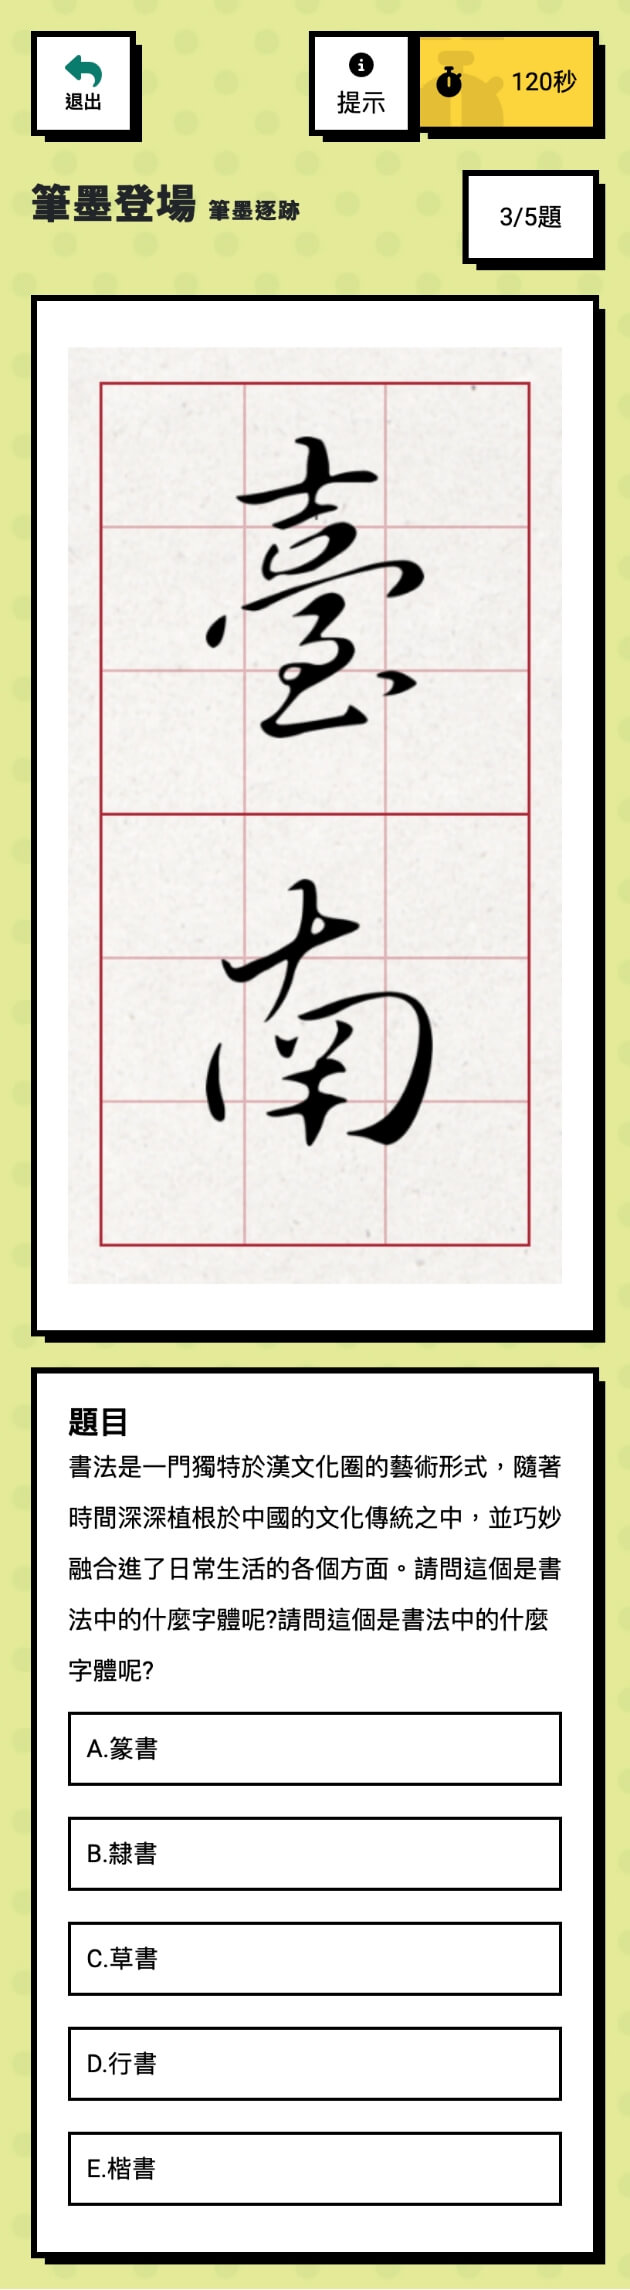 退出
提示
120秒
筆墨登場 筆墨逐跡
3/5題
臺
南
題目
書法是一門獨特於漢文化圈的藝術形式，隨著
時間深深植根於中國的文化傳統之中，並巧妙
融合進了日常生活的各個方面。請問這個是書
法中的什麼字體呢?請問這個是書法中的什麼
字體呢?
A.篆書
B.隸書
C.草書
D.行書
E.楷書